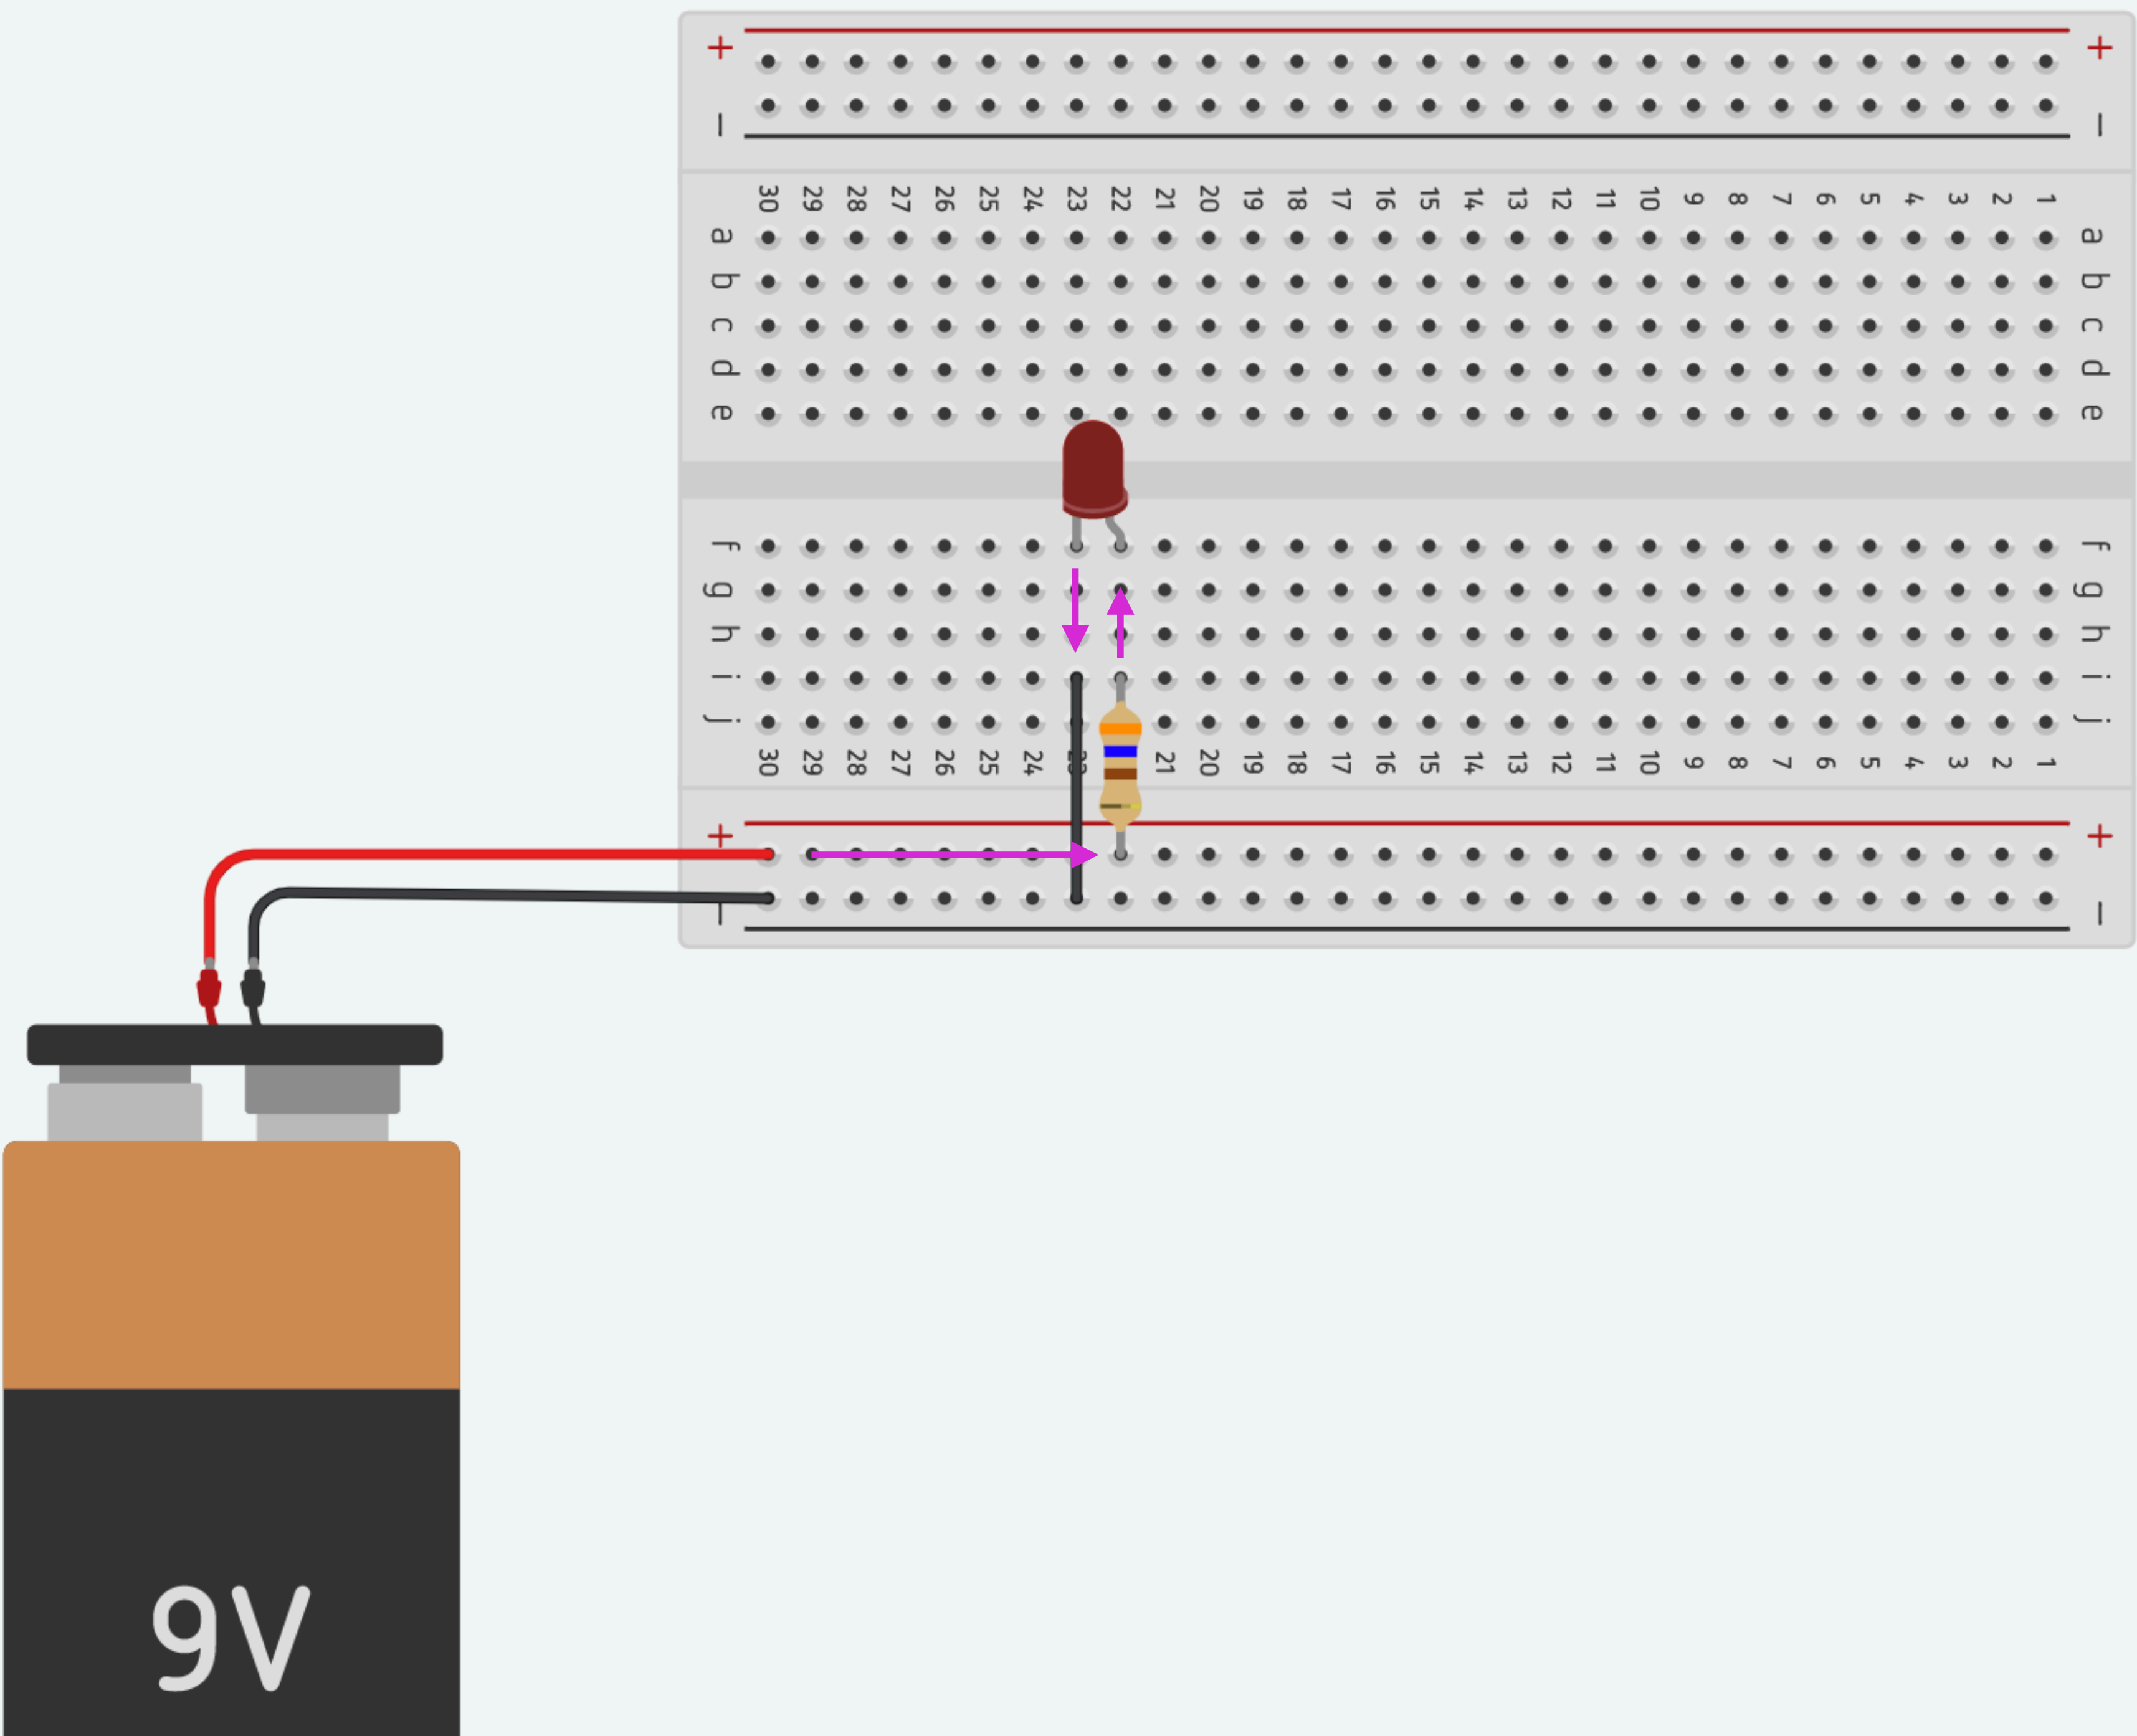 + +
− −
30 29 28 27 26 25 24 23 22 21 20 19 18 17 16 15 14 13 12 11 10 9 8 7 6 5 4 3 2 1
a a
b b
c c
d d
e e
f f
g g
h h
i i
j j
30 29 28 27 26 25 24 23 21 20 19 18 17 16 15 14 13 12 11 10 9 8 7 6 5 4 3 2 1
+ +
− −
9V